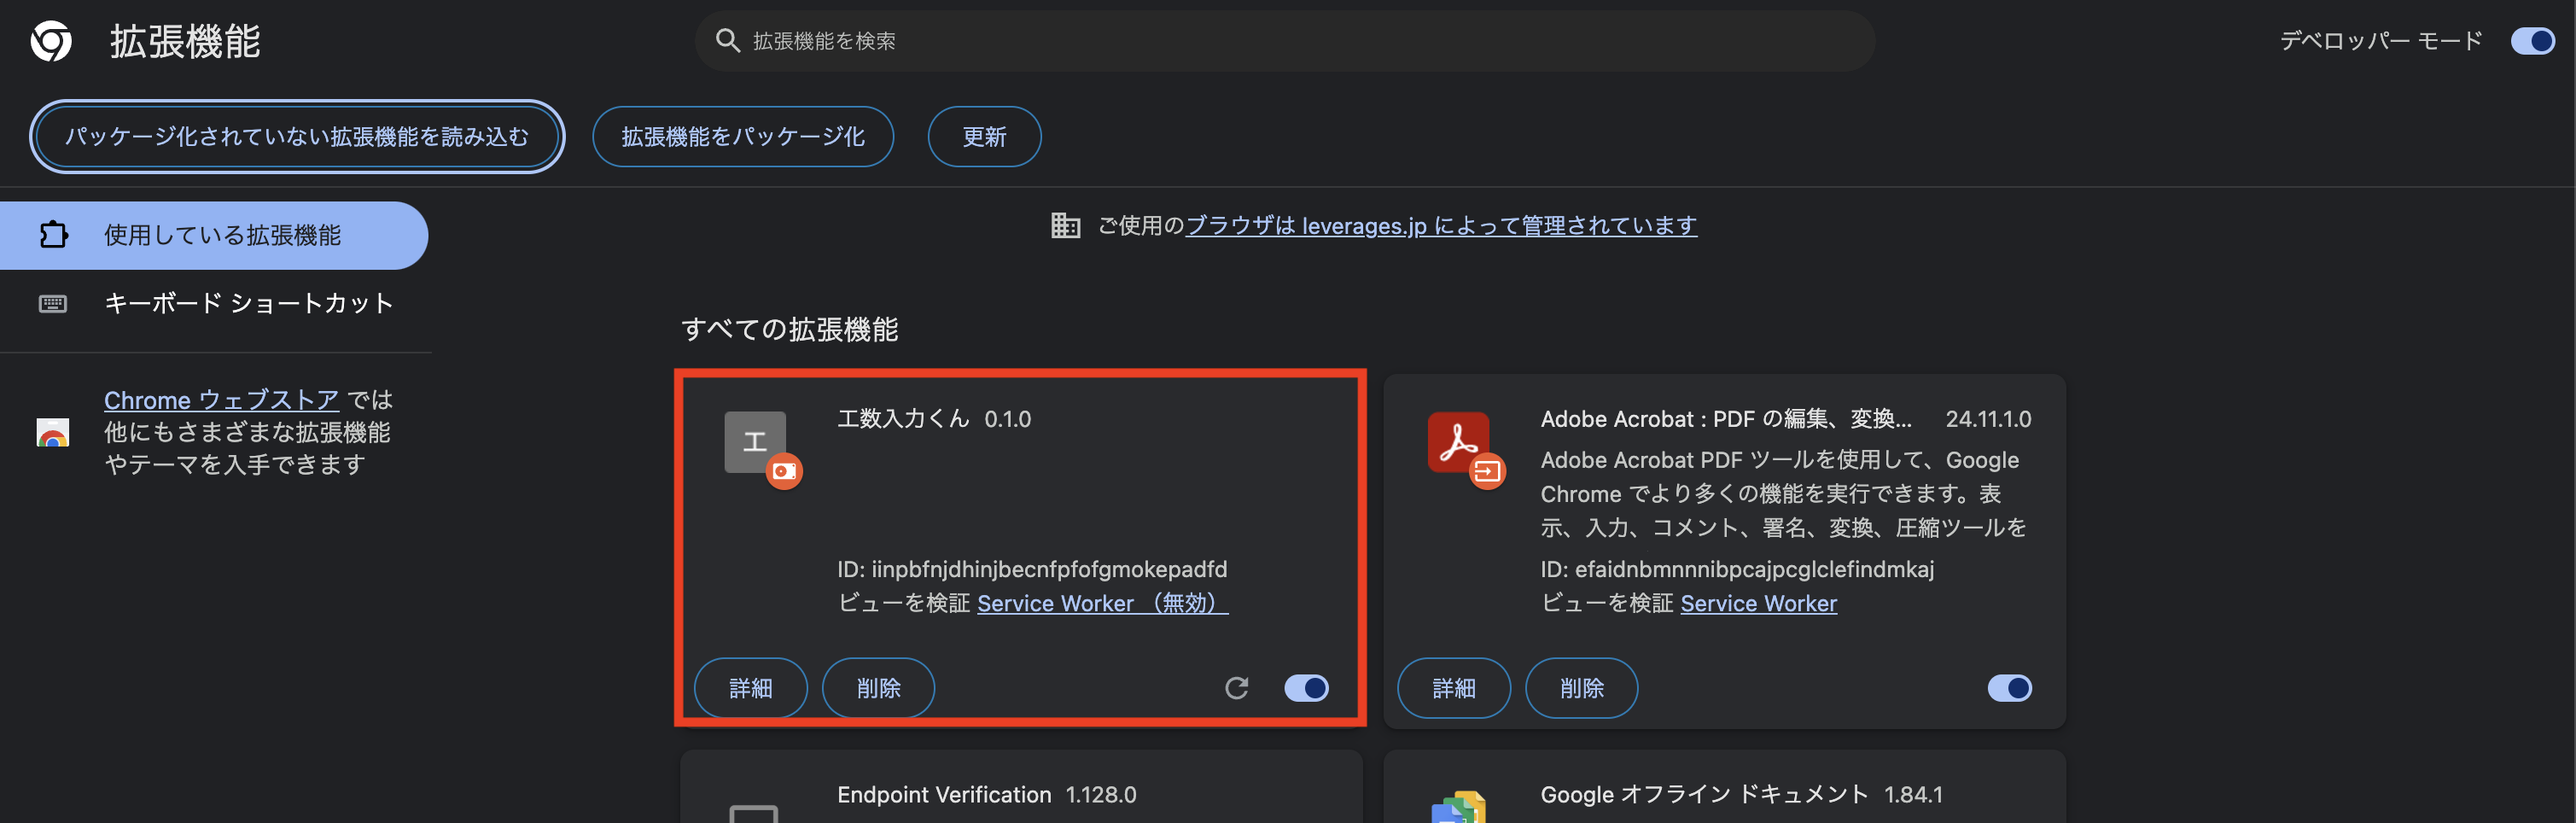 拡張機能
拡張機能を検索
デベロッパー モード
パッケージ化されていない拡張機能を読み込む
拡張機能をパッケージ化
更新
使用している拡張機能
キーボード ショートカット
Chrome ウェブストア では
他にもさまざまな拡張機能
やテーマを入手できます
ご使用のブラウザは leverages.jp によって管理されています
すべての拡張機能
エ
工数入力くん 0.1.0
ID: iinpbfnjdhinjbecnfpfofgmokepadfd
ビューを検証 Service Worker （無効）
詳細
削除
Adobe Acrobat : PDF の編集、変換... 24.11.1.0
Adobe Acrobat PDF ツールを使用して、Google
Chrome でより多くの機能を実行できます。表
示、入力、コメント、署名、変換、圧縮ツールを
ID: efaidnbmnnnibpcajpcglclefindmkaj
ビューを検証 Service Worker
詳細
削除
Endpoint Verification 1.128.0
Google オフライン ドキュメント 1.84.1